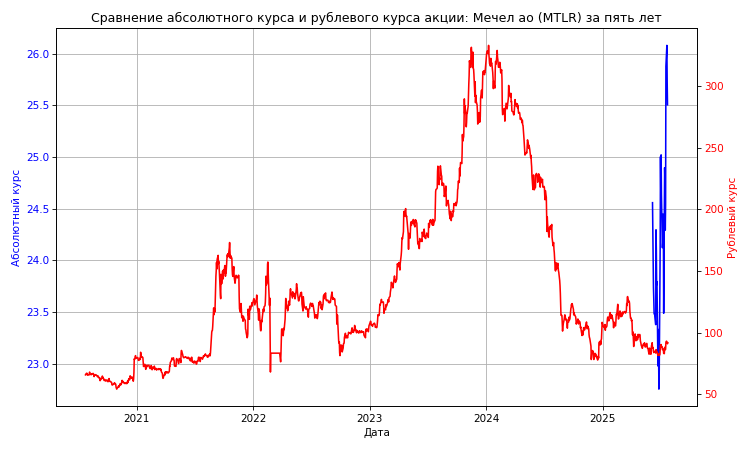 Сравнение абсолютного курса и рублевого курса акции: Мечел ао (MTLR) за пять лет
26.0
25.5
25.0
24.5
24.0
23.5
23.0
Абсолютный курс
300
250
200
150
100
50
Рублевый курс
2021 2022 2023 2024 2025
Дата